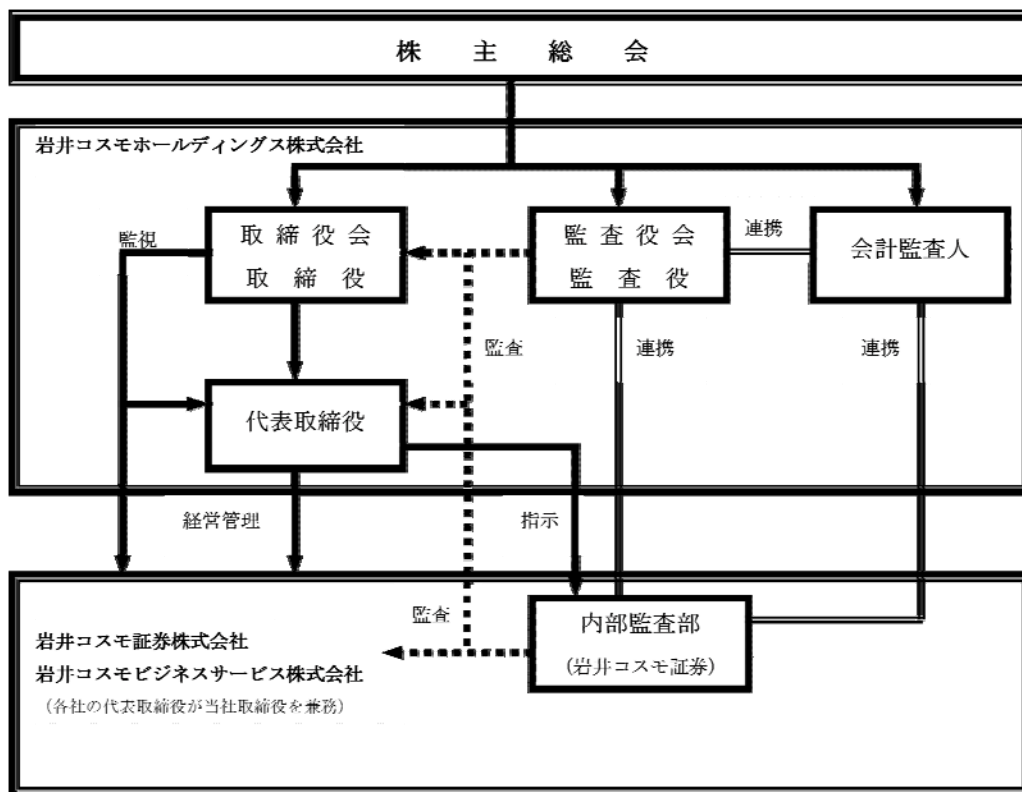 株主総会
岩井コスモホールディングス株式会社
監視
取締役会
取締役
監査役会
監査役
連携
会計監査人
監査
連携
連携
代表取締役
経営管理
指示
監査
内部監査部
(岩井コスモ証券)
岩井コスモ証券株式会社
岩井コスモビジネスサービス株式会社
（各社の代表取締役が当社取締役を兼務）